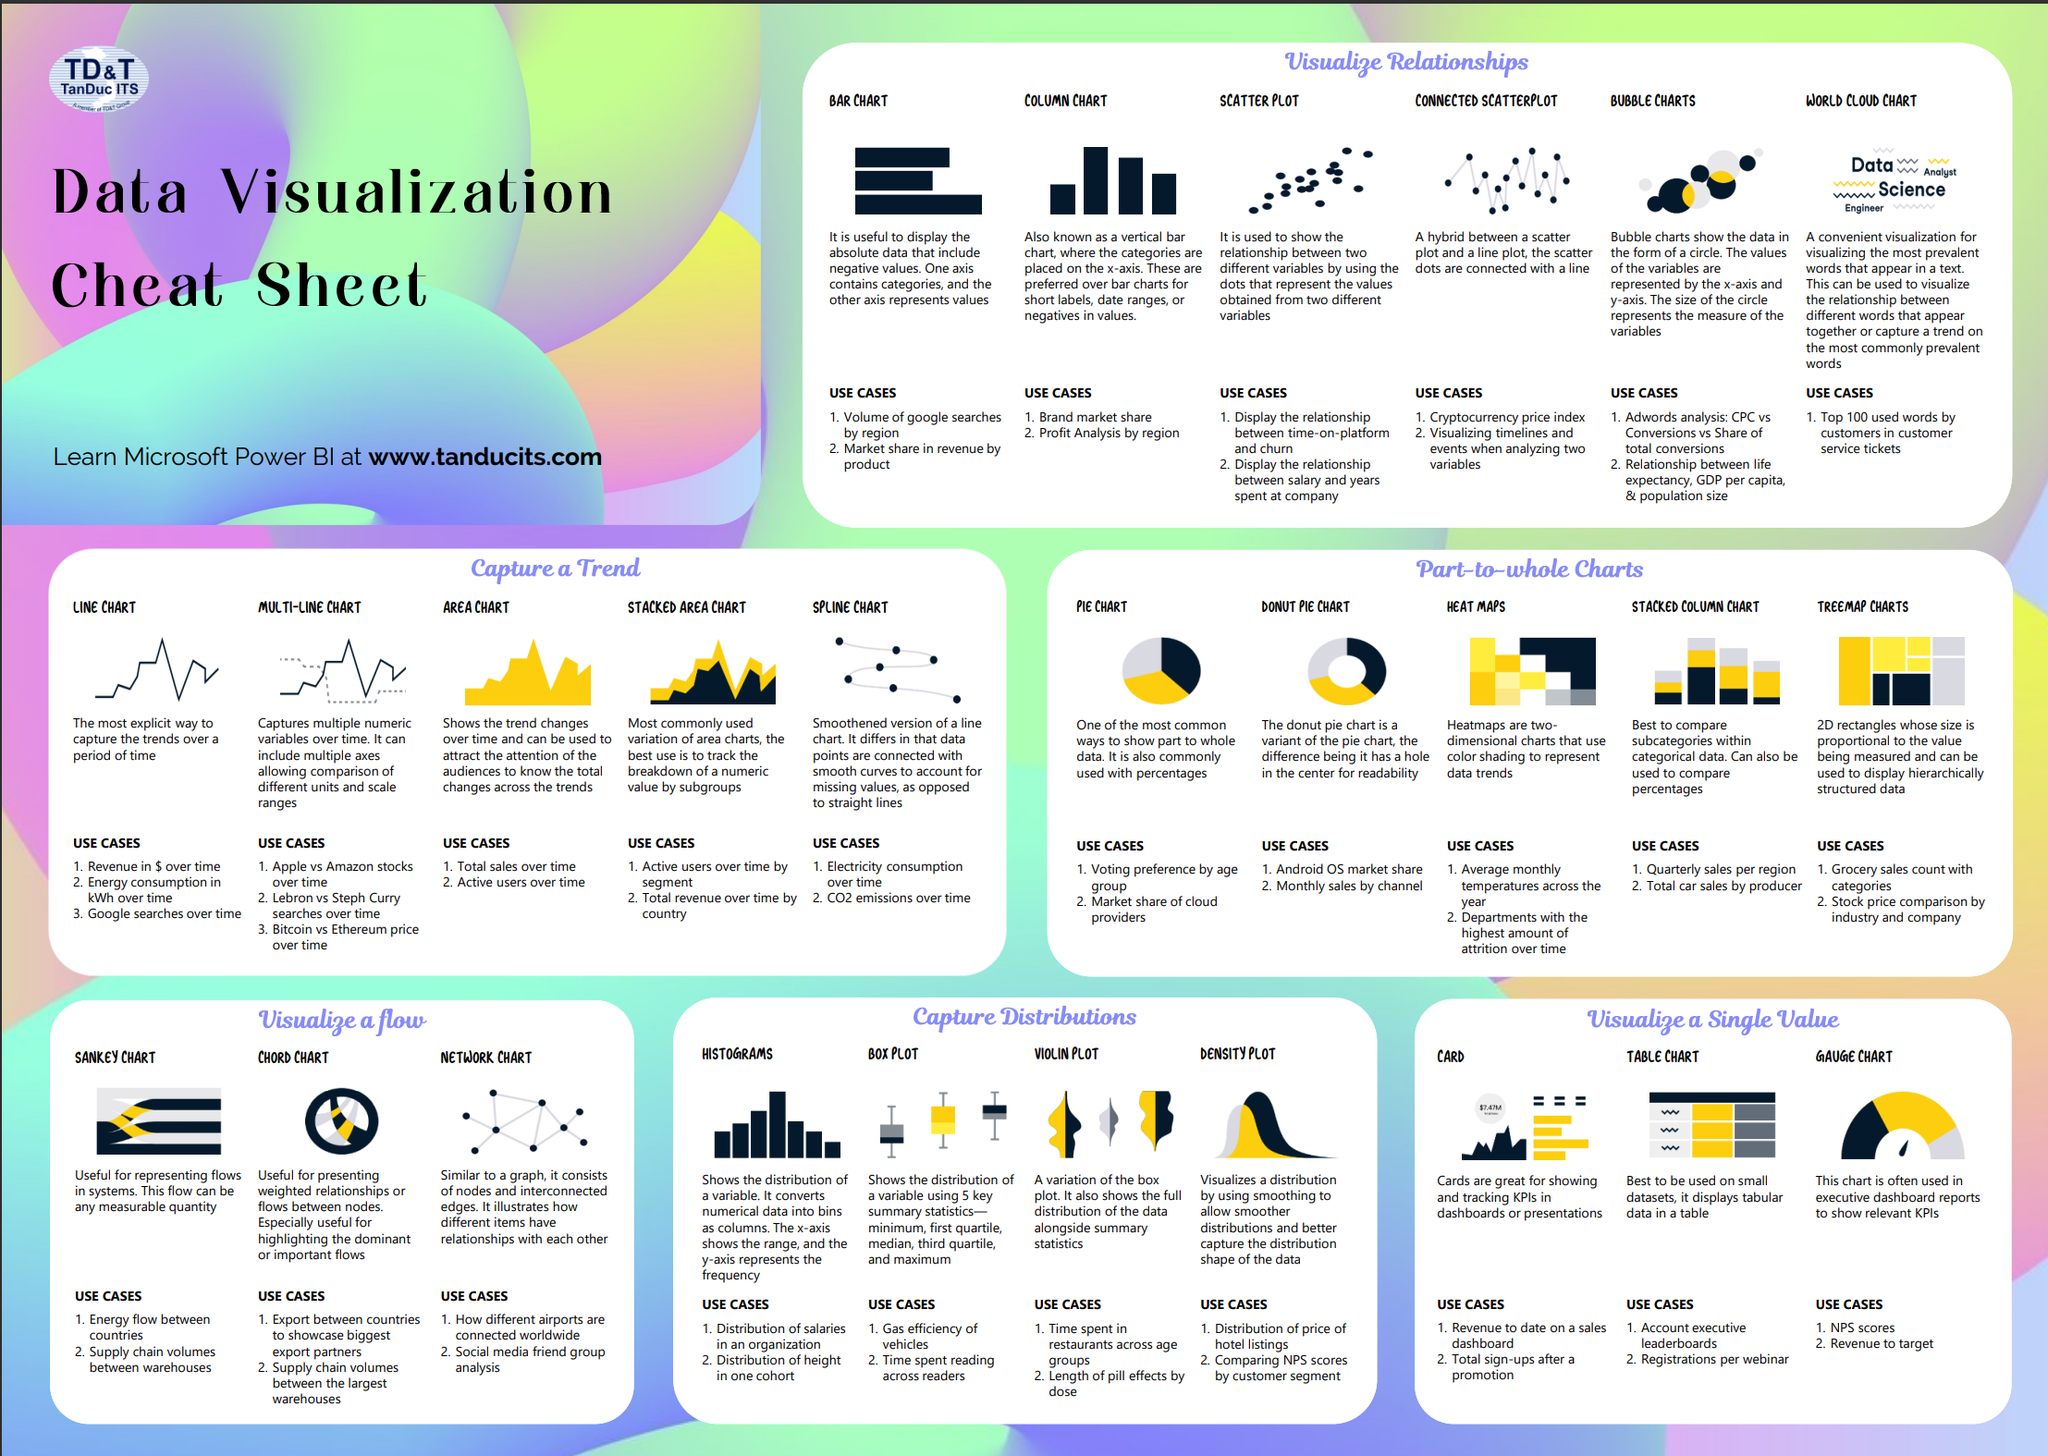 TD&T
TanDuc ITS
A member of TD&T Group
Data Visualization
Cheat Sheet
Learn Microsoft Power BI at www.tanducits.com
Visualize Relationships
BAR CHART
It is useful to display the
absolute data that include
negative values. One axis
contains categories, and the
other axis represents values
USE CASES
1. Volume of google searches
by region
2. Market share in revenue by
product
COLUMN CHART
Also known as a vertical bar
chart, where the categories are
placed on the x-axis. These are
preferred over bar charts for
short labels, date ranges, or
negatives in values.
USE CASES
1. Brand market share
2. Profit Analysis by region
SCATTER PLOT
It is used to show the
relationship between two
different variables by using the
dots that represent the values
obtained from two different
variables
USE CASES
1. Display the relationship
between time-on-platform
and churn
2. Display the relationship
between salary and years
spent at company
CONNECTED SCATTERPLOT
A hybrid between a scatter
plot and a line plot, the scatter
dots are connected with a line
USE CASES
1. Cryptocurrency price index
2. Visualizing timelines and
events when analyzing two
variables
BUBBLE CHARTS
Bubble charts show the data in
the form of a circle. The values
of the variables are
represented by the x-axis and
y-axis. The size of the circle
represents the measure of the
variables
USE CASES
1. Adwords analysis: CPC vs
Conversions vs Share of
total conversions
2. Relationship between life
expectancy, GDP per capita,
& population size
WORLD CLOUD CHART
Data
Analyst
Science
Engineer
A convenient visualization for
visualizing the most prevalent
words that appear in a text.
This can be used to visualize
the relationship between
different words that appear
together or capture a trend on
the most commonly prevalent
words
USE CASES
1. Top 100 used words by
customers in customer
service tickets
Capture a Trend
LINE CHART
The most explicit way to
capture the trends over a
period of time
USE CASES
1. Revenue in $ over time
2. Energy consumption in
kWh over time
3. Google searches over time
MULTI-LINE CHART
Captures multiple numeric
variables over time. It can
include multiple axes
allowing comparison of
different units and scale
ranges
USE CASES
1. Apple vs Amazon stocks
over time
2. Lebron vs Steph Curry
searches over time
3. Bitcoin vs Ethereum price
over time
AREA CHART
Shows the trend changes
over time and can be used to
attract the attention of the
audiences to know the total
changes across the trends
USE CASES
1. Total sales over time
2. Active users over time
STACKED AREA CHART
Most commonly used
variation of area charts, the
best use is to track the
breakdown of a numeric
value by subgroups
USE CASES
1. Active users over time by
segment
2. Total revenue over time by
country
SPLINE CHART
Smoothened version of a line
chart. It differs in that data
points are connected with
smooth curves to account for
missing values, as opposed
to straight lines
USE CASES
1. Electricity consumption
over time
2. CO2 emissions over time
Part-to-whole Charts
PIE CHART
One of the most common
ways to show part to whole
data. It is also commonly
used with percentages
USE CASES
1. Voting preference by age
group
2. Market share of cloud
providers
DONUT PIE CHART
The donut pie chart is a
variant of the pie chart, the
difference being it has a hole
in the center for readability
USE CASES
1. Android OS market share
2. Monthly sales by channel
HEAT MAPS
Heatmaps are two-
dimensional charts that use
color shading to represent
data trends
USE CASES
1. Average monthly
temperatures across the
year
2. Departments with the
highest amount of
attrition over time
STACKED COLUMN CHART
Best to compare
subcategories within
categorical data. Can also be
used to compare
percentages
USE CASES
1. Quarterly sales per region
2. Total car sales by producer
TREEMAP CHARTS
2D rectangles whose size is
proportional to the value
being measured and can be
used to display hierarchically
structured data
USE CASES
1. Grocery sales count with
categories
2. Stock price comparison by
industry and company
Visualize a flow
SANKEY CHART
Useful for representing flows
in systems. This flow can be
any measurable quantity
USE CASES
1. Energy flow between
countries
2. Supply chain volumes
between warehouses
CHORD CHART
Useful for presenting
weighted relationships or
flows between nodes.
Especially useful for
highlighting the dominant
or important flows
USE CASES
1. Export between countries
to showcase biggest
export partners
2. Supply chain volumes
between the largest
warehouses
NETWORK CHART
Similar to a graph, it consists
of nodes and interconnected
edges. It illustrates how
different items have
relationships with each other
USE CASES
1. How different airports are
connected worldwide
2. Social media friend group
analysis
Capture Distributions
HISTOGRAMS
Shows the distribution of
a variable. It converts
numerical data into bins
as columns. The x-axis
shows the range, and the
y-axis represents the
frequency
USE CASES
1. Distribution of salaries
in an organization
2. Distribution of height
in one cohort
BOX PLOT
Shows the distribution of
a variable using 5 key
summary statistics—
minimum, first quartile,
median, third quartile,
and maximum
USE CASES
1. Gas efficiency of
vehicles
2. Time spent reading
across readers
VIOLIN PLOT
A variation of the box
plot. It also shows the full
distribution of the data
alongside summary
statistics
USE CASES
1. Time spent in
restaurants across age
groups
2. Length of pill effects by
dose
DENSITY PLOT
Visualizes a distribution
by using smoothing to
allow smoother
distributions and better
capture the distribution
shape of the data
USE CASES
1. Distribution of price of
hotel listings
2. Comparing NPS scores
by customer segment
Visualize a Single Value
CARD
$7.47M
Cards are great for showing
and tracking KPIs in
dashboards or presentations
USE CASES
1. Revenue to date on a sales
dashboard
2. Total sign-ups after a
promotion
TABLE CHART
Best to be used on small
datasets, it displays tabular
data in a table
USE CASES
1. Account executive
leaderboards
2. Registrations per webinar
GAUGE CHART
This chart is often used in
executive dashboard reports
to show relevant KPIs
USE CASES
1. NPS scores
2. Revenue to target